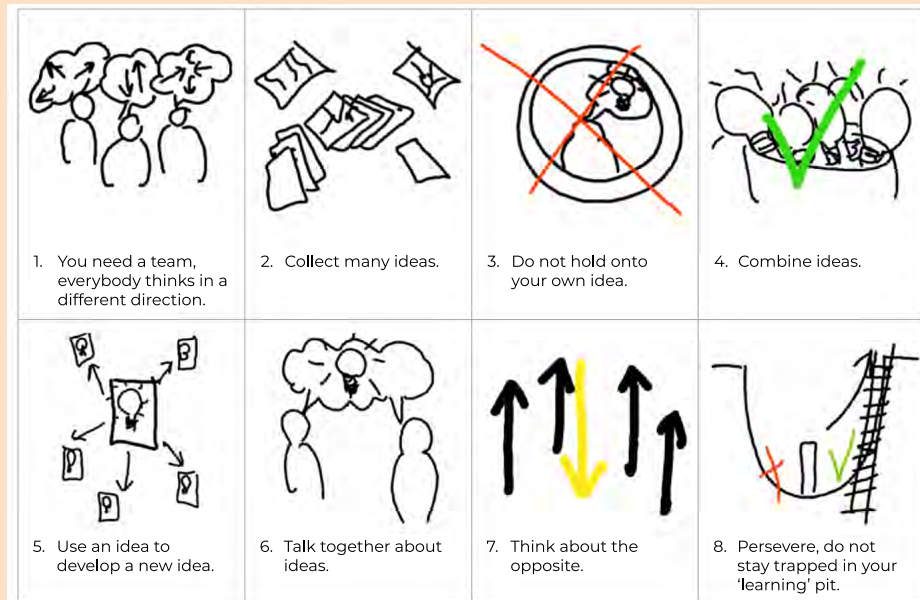 1. You need a team,
everybody thinks in a
different direction.
2. Collect many ideas.
3. Do not hold onto
your own idea.
4. Combine ideas.
5. Use an idea to
develop a new idea.
6. Talk together about
ideas.
7. Think about the
opposite.
8. Persevere, do not
stay trapped in your
‘learning’ pit.